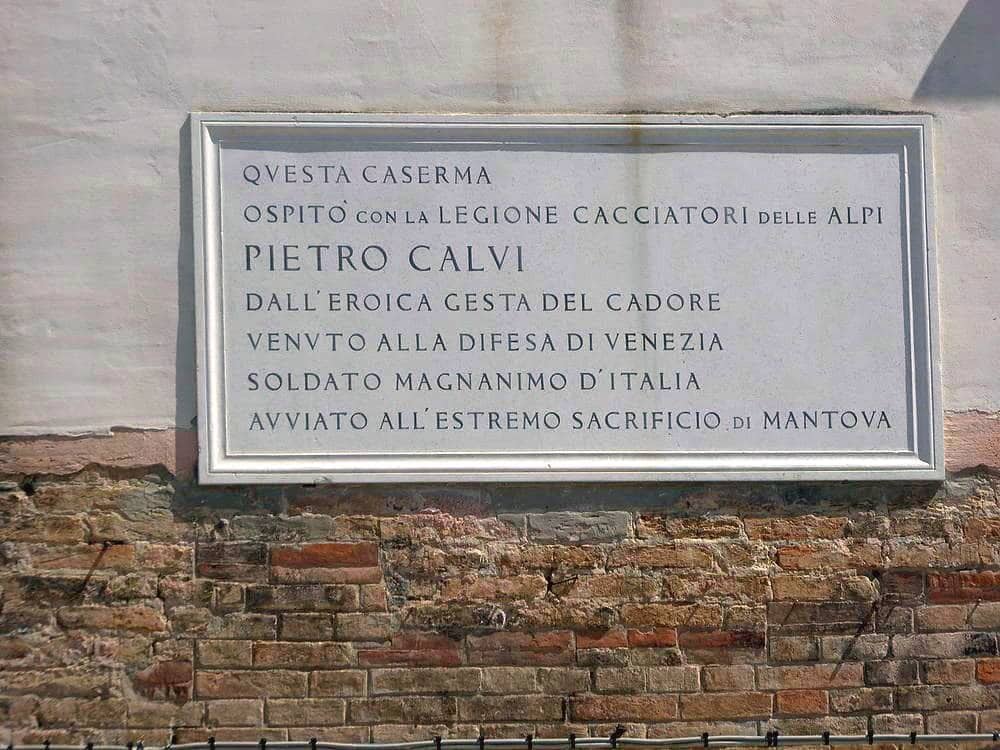 QVESTA CASERMA
OSPITO' CON LA LEGIONE CACCIATORI DELLE ALPI
PIETRO CALVI
DALL'EROICA GESTA DEL CADORE
VENVTO ALLA DIFESA DI VENEZIA
SOLDATO MAGNANIMO D'ITALIA
AVVIATO ALL'ESTREMO SACRIFICIO DI MANTOVA